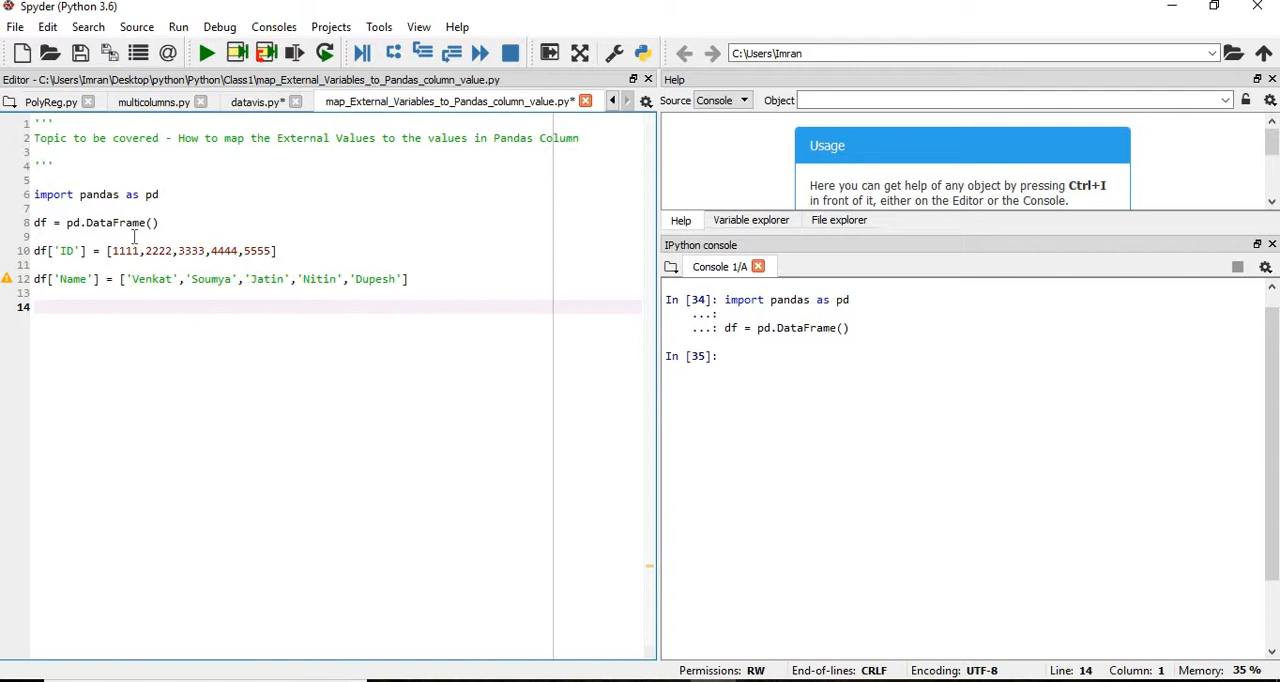 Spyder (Python 3.6)
File Edit Search Source Run Debug Consoles Projects Tools View Help
C:\Users\Imran
Editor - C:\Users\Imran\Desktop\python\Python\Class1\map_External_Variables_to_Pandas_column_value.py
Help
PolyReg.py multicolumns.py datavis.py* map_External_Variables_to_Pandas_column_value.py*
Source Console Object
1 '''
2 Topic to be covered - How to map the External Values to the values in Pandas Column
3
4 '''
5
6 import pandas as pd
7
8 df = pd.DataFrame()
9
10 df['ID'] = [1111,2222,3333,4444,5555]
11
12 df['Name'] = ['Venkat','Soumya','Jatin','Nitin','Dupesh']
13
14
Usage
Here you can get help of any object by pressing Ctrl+I
in front of it, either on the Editor or the Console.
Help Variable explorer File explorer
IPython console
Console 1/A
In [34]: import pandas as pd
...:
...: df = pd.DataFrame()
In [35]:
Permissions: RW End-of-lines: CRLF Encoding: UTF-8 Line: 14 Column: 1 Memory: 35 %